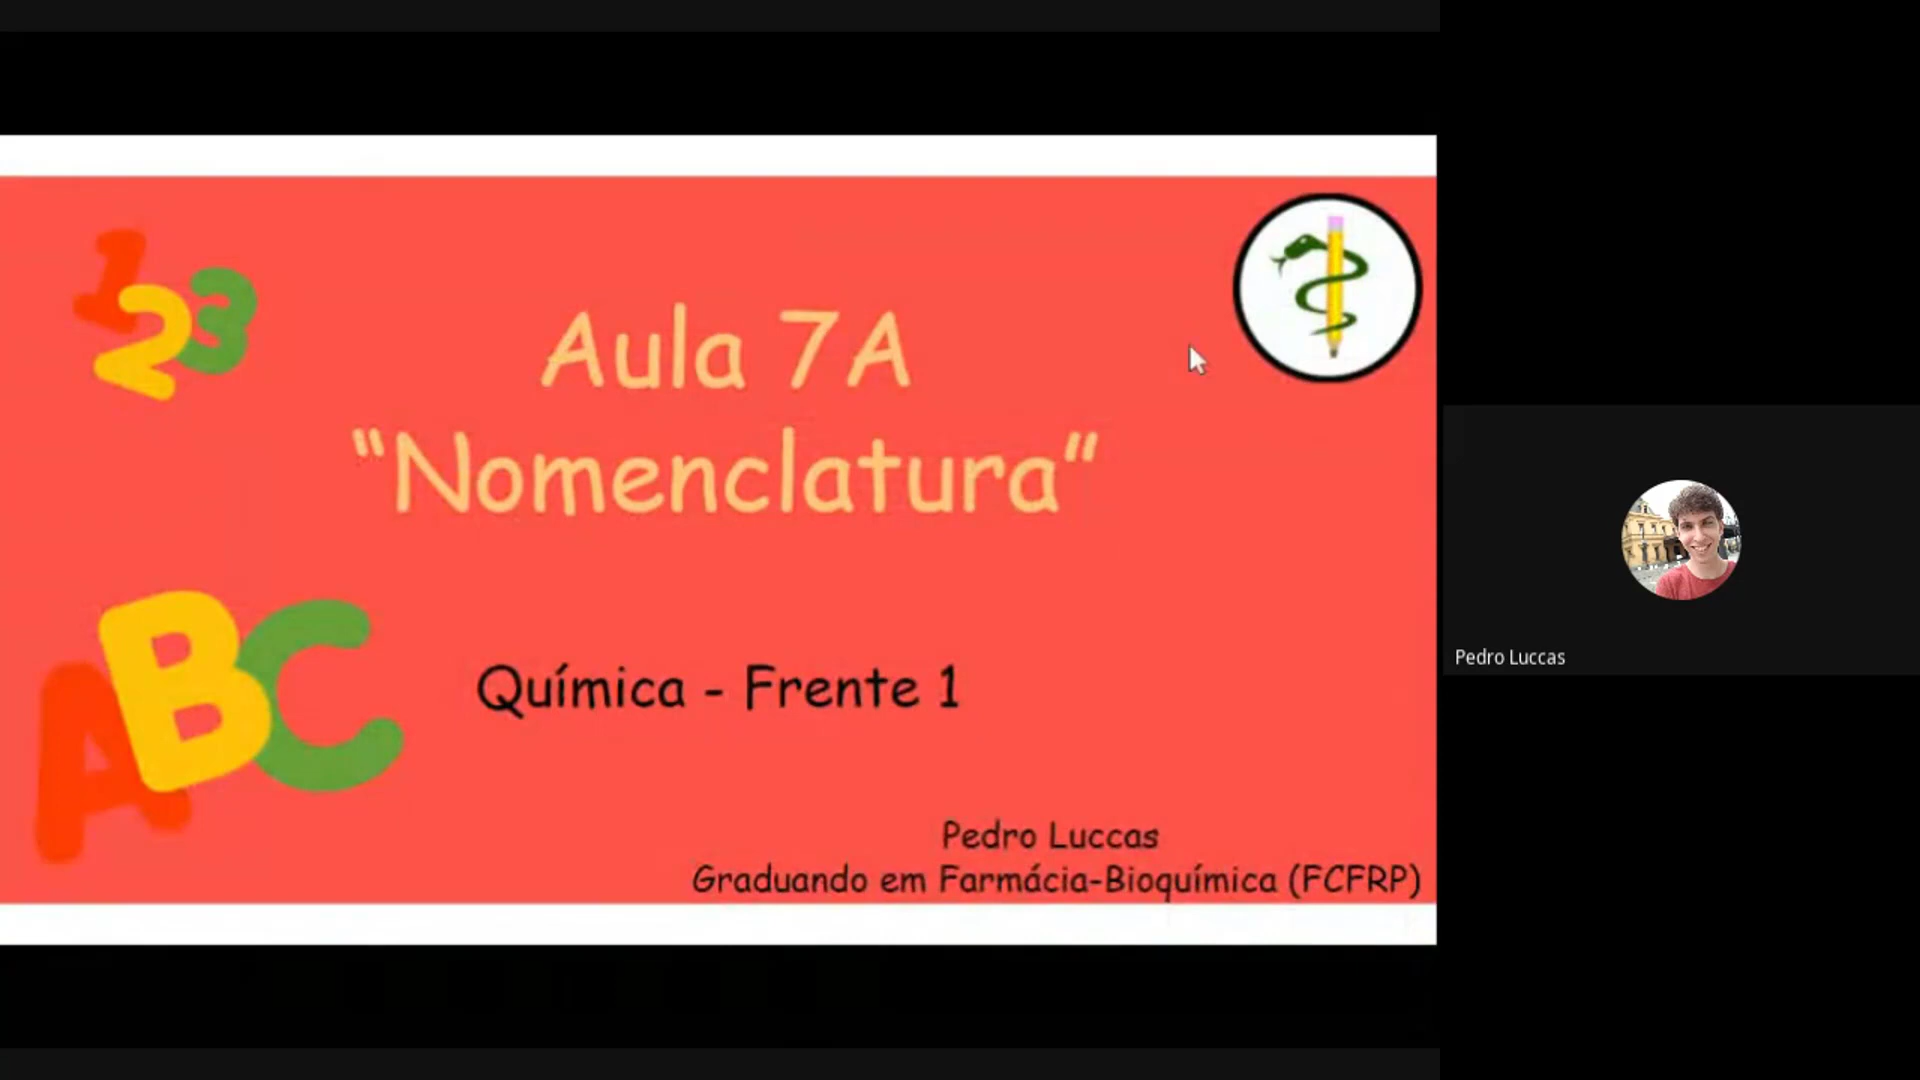 123
Aula 7A
“Nomenclatura”
ABC
Química - Frente 1
Pedro Luccas
Graduando em Farmácia-Bioquímica (FCFRP)
Pedro Luccas